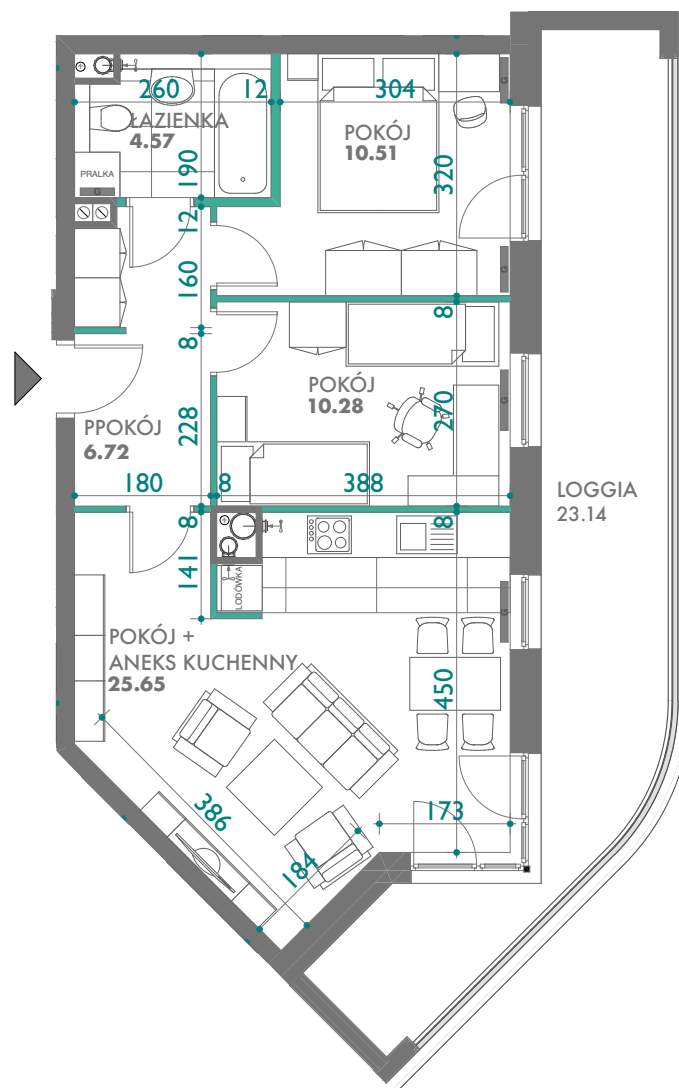 260
12
304
ŁAZIENKA
4.57
POKÓJ
10.51
PRALKA
G
190
320
G
12
160
G
8
8
POKÓJ
10.28
G
270
PPOKÓJ
6.72
228
180
8
388
LOGGIA
23.14
8
8
141
LODÓWKA
G
POKÓJ +
ANEKS KUCHENNY
25.65
450
386
173
184